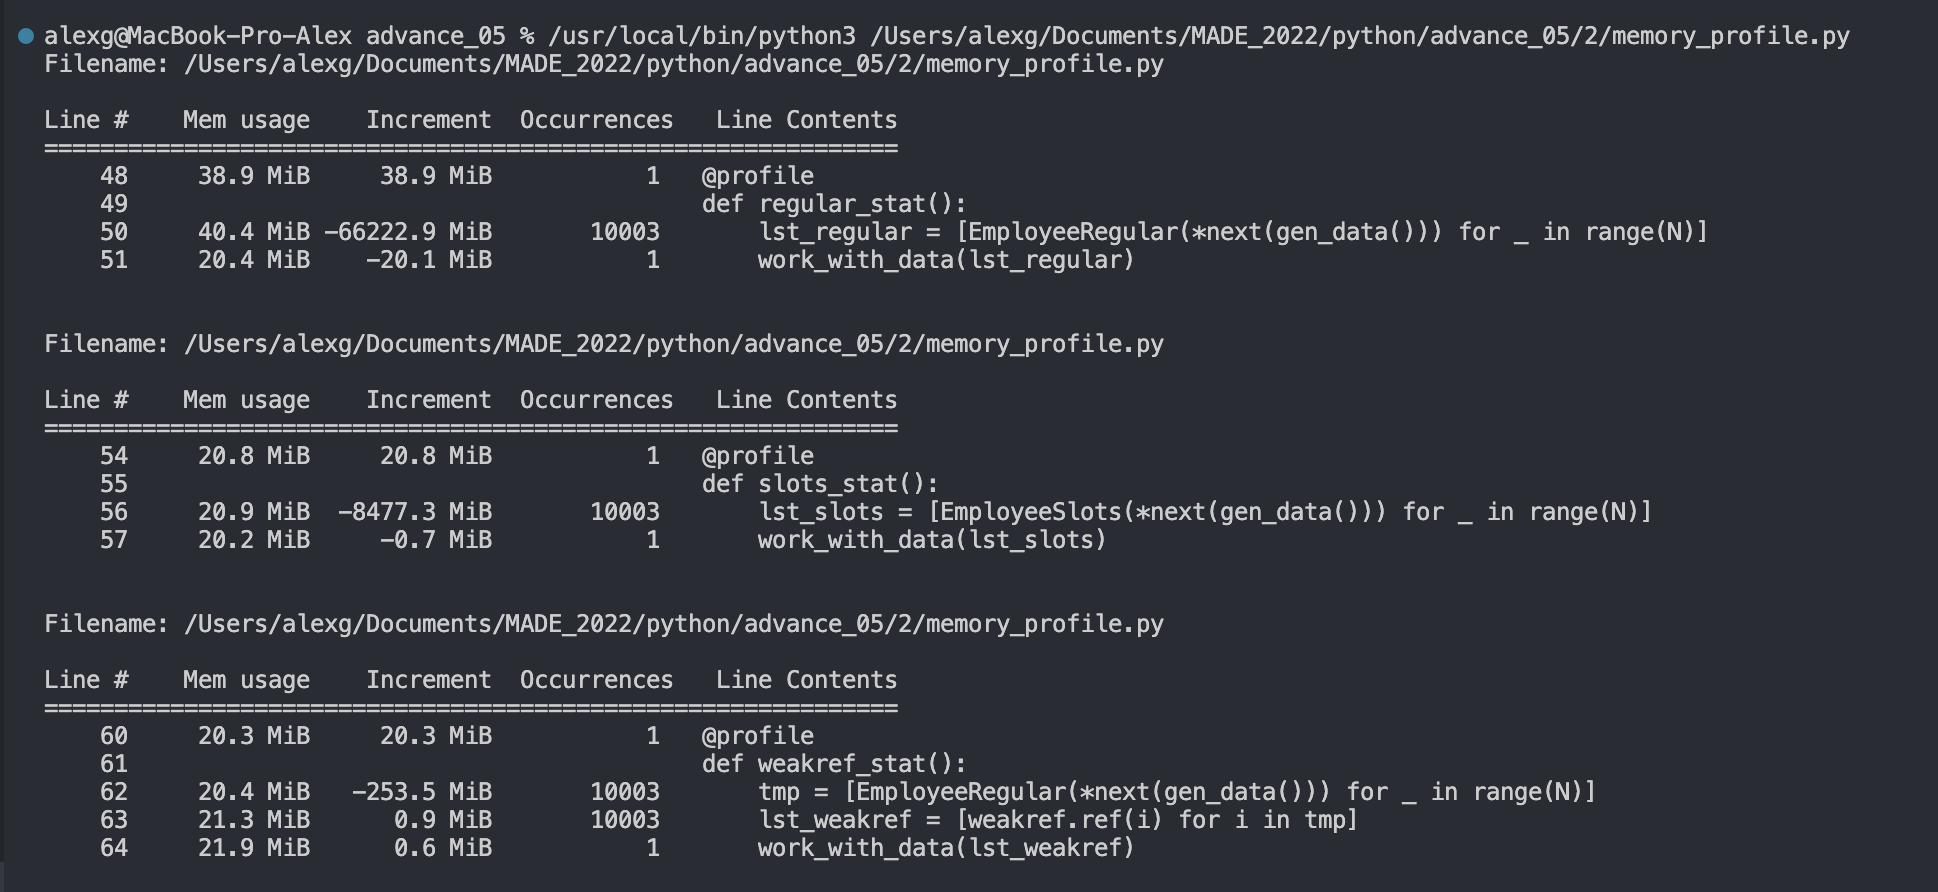 alexg@MacBook-Pro-Alex advance_05 % /usr/local/bin/python3 /Users/alexg/Documents/MADE_2022/python/advance_05/2/memory_profile.py
Filename: /Users/alexg/Documents/MADE_2022/python/advance_05/2/memory_profile.py
Line #    Mem usage    Increment  Occurrences   Line Contents
=============================================================
    48     38.9 MiB     38.9 MiB           1   @profile
    49                                         def regular_stat():
    50     40.4 MiB -66222.9 MiB       10003       lst_regular = [EmployeeRegular(*next(gen_data())) for _ in range(N)]
    51     20.4 MiB    -20.1 MiB           1       work_with_data(lst_regular)
Filename: /Users/alexg/Documents/MADE_2022/python/advance_05/2/memory_profile.py
Line #    Mem usage    Increment  Occurrences   Line Contents
=============================================================
    54     20.8 MiB     20.8 MiB           1   @profile
    55                                         def slots_stat():
    56     20.9 MiB  -8477.3 MiB       10003       lst_slots = [EmployeeSlots(*next(gen_data())) for _ in range(N)]
    57     20.2 MiB     -0.7 MiB           1       work_with_data(lst_slots)
Filename: /Users/alexg/Documents/MADE_2022/python/advance_05/2/memory_profile.py
Line #    Mem usage    Increment  Occurrences   Line Contents
=============================================================
    60     20.3 MiB     20.3 MiB           1   @profile
    61                                         def weakref_stat():
    62     20.4 MiB   -253.5 MiB       10003       tmp = [EmployeeRegular(*next(gen_data())) for _ in range(N)]
    63     21.3 MiB      0.9 MiB       10003       lst_weakref = [weakref.ref(i) for i in tmp]
    64     21.9 MiB      0.6 MiB           1       work_with_data(lst_weakref)